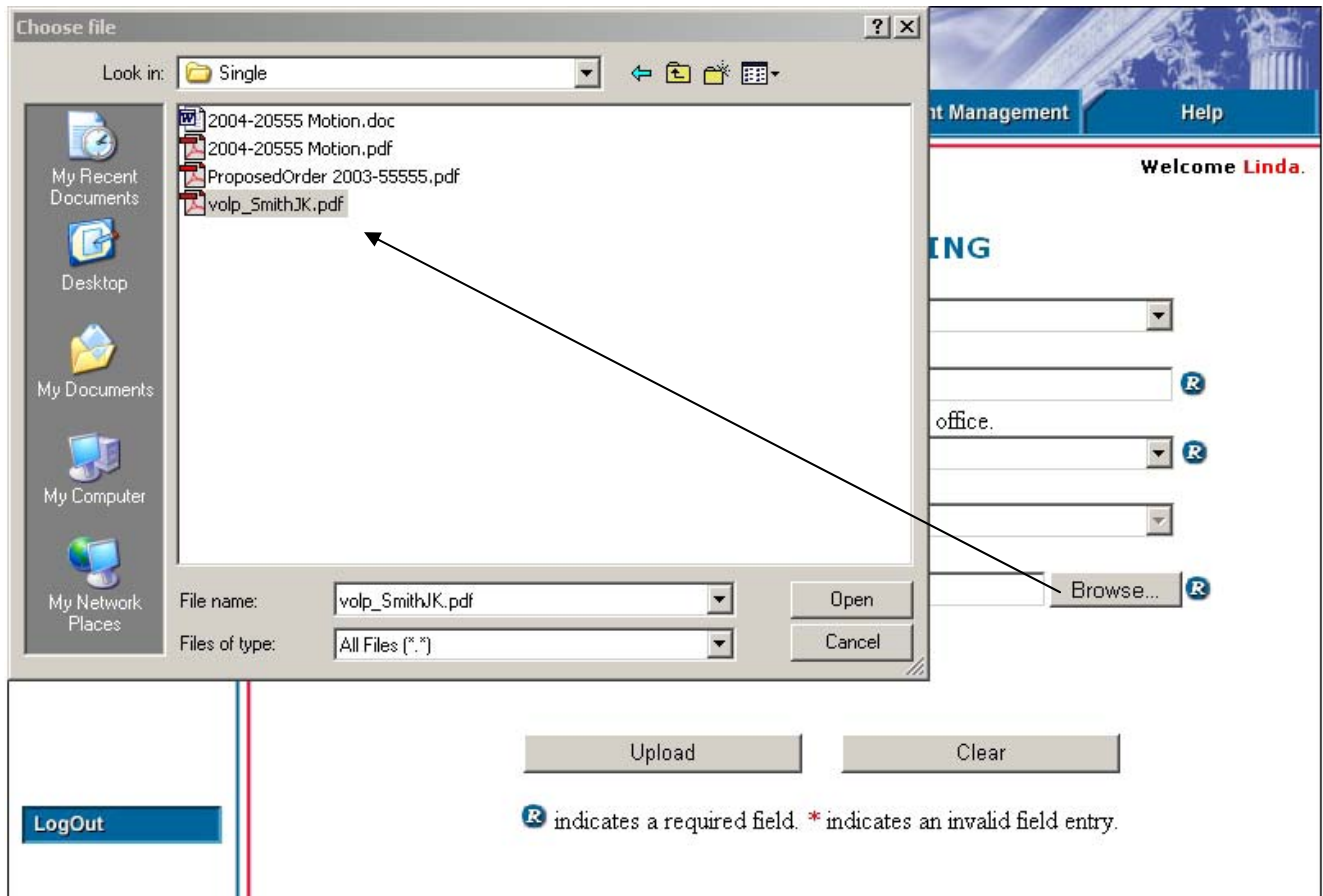 Choose file
Look in: Single
2004-20555 Motion.doc
2004-20555 Motion.pdf
ProposedOrder 2003-55555.pdf
volp_SmithJK.pdf
My Recent
Documents
Desktop
My Documents
My Computer
My Network
Places
File name: volp_SmithJK.pdf Open
Files of type: All Files (*.*) Cancel
nt Management Help
Welcome Linda.
ING
R
office.
R
Browse... R
Upload Clear
R indicates a required field. * indicates an invalid field entry.
LogOut